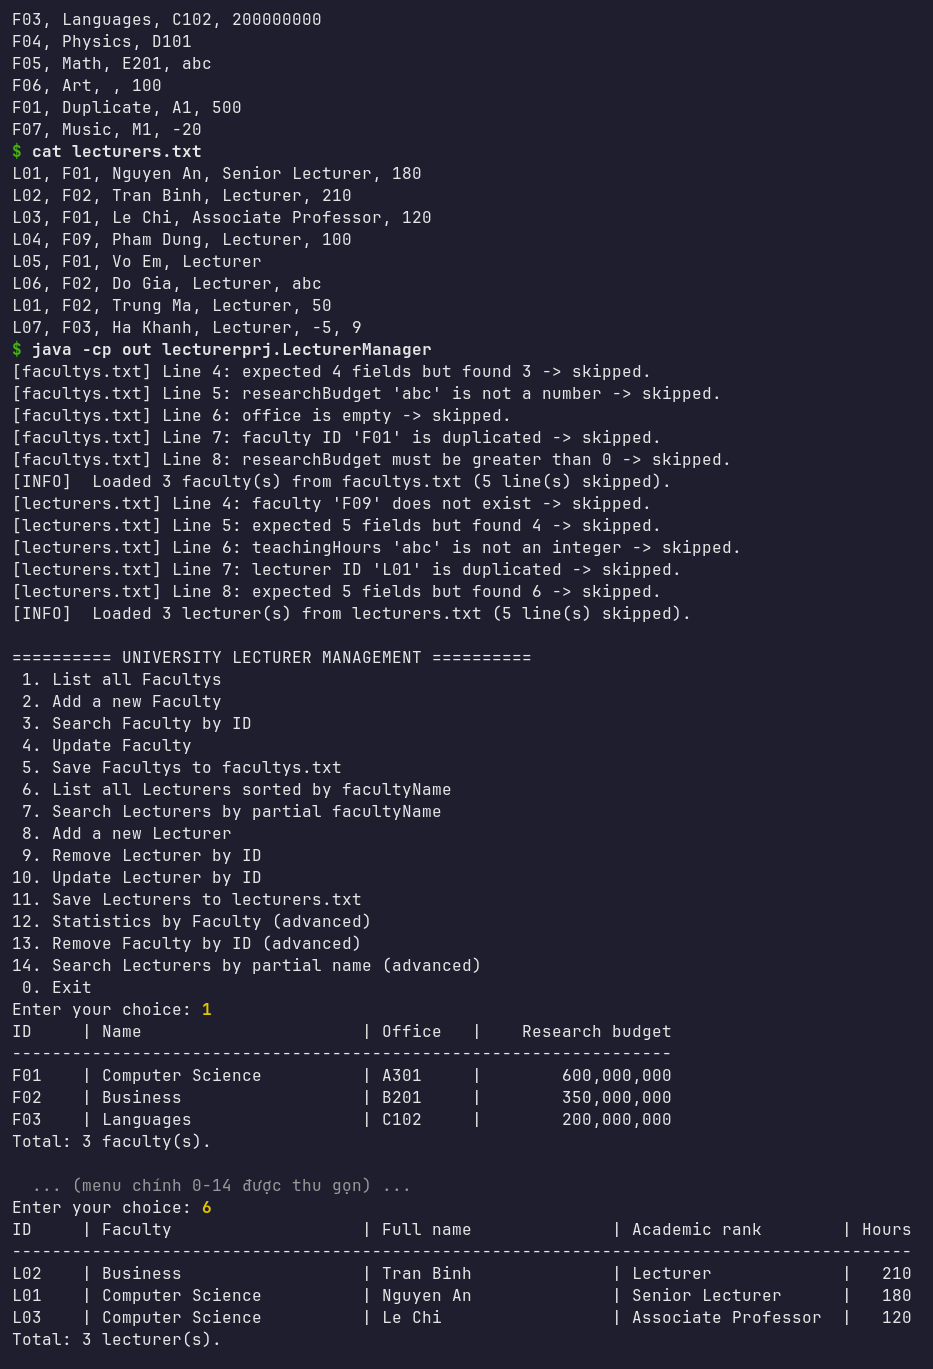 F03, Languages, C102, 200000000
F04, Physics, D101
F05, Math, E201, abc
F06, Art, , 100
F01, Duplicate, A1, 500
F07, Music, M1, -20
$ cat lecturers.txt
L01, F01, Nguyen An, Senior Lecturer, 180
L02, F02, Tran Binh, Lecturer, 210
L03, F01, Le Chi, Associate Professor, 120
L04, F09, Pham Dung, Lecturer, 100
L05, F01, Vo Em, Lecturer
L06, F02, Do Gia, Lecturer, abc
L01, F02, Trung Ma, Lecturer, 50
L07, F03, Ha Khanh, Lecturer, -5, 9
$ java -cp out lecturerprj.LecturerManager
[facultys.txt] Line 4: expected 4 fields but found 3 -> skipped.
[facultys.txt] Line 5: researchBudget 'abc' is not a number -> skipped.
[facultys.txt] Line 6: office is empty -> skipped.
[facultys.txt] Line 7: faculty ID 'F01' is duplicated -> skipped.
[facultys.txt] Line 8: researchBudget must be greater than 0 -> skipped.
[INFO]  Loaded 3 faculty(s) from facultys.txt (5 line(s) skipped).
[lecturers.txt] Line 4: faculty 'F09' does not exist -> skipped.
[lecturers.txt] Line 5: expected 5 fields but found 4 -> skipped.
[lecturers.txt] Line 6: teachingHours 'abc' is not an integer -> skipped.
[lecturers.txt] Line 7: lecturer ID 'L01' is duplicated -> skipped.
[lecturers.txt] Line 8: expected 5 fields but found 6 -> skipped.
[INFO]  Loaded 3 lecturer(s) from lecturers.txt (5 line(s) skipped).

========== UNIVERSITY LECTURER MANAGEMENT ==========
 1. List all Facultys
 2. Add a new Faculty
 3. Search Faculty by ID
 4. Update Faculty
 5. Save Facultys to facultys.txt
 6. List all Lecturers sorted by facultyName
 7. Search Lecturers by partial facultyName
 8. Add a new Lecturer
 9. Remove Lecturer by ID
10. Update Lecturer by ID
11. Save Lecturers to lecturers.txt
12. Statistics by Faculty (advanced)
13. Remove Faculty by ID (advanced)
14. Search Lecturers by partial name (advanced)
 0. Exit
Enter your choice: 1
ID     | Name                      | Office   |    Research budget
------------------------------------------------------------------
F01    | Computer Science          | A301     |        600,000,000
F02    | Business                  | B201     |        350,000,000
F03    | Languages                 | C102     |        200,000,000
Total: 3 faculty(s).

  ... (menu chính 0-14 được thu gọn) ...
Enter your choice: 6
ID     | Faculty                   | Full name              | Academic rank        | Hours
------------------------------------------------------------------------------------------
L02    | Business                  | Tran Binh              | Lecturer             |   210
L01    | Computer Science          | Nguyen An              | Senior Lecturer      |   180
L03    | Computer Science          | Le Chi                 | Associate Professor  |   120
Total: 3 lecturer(s).